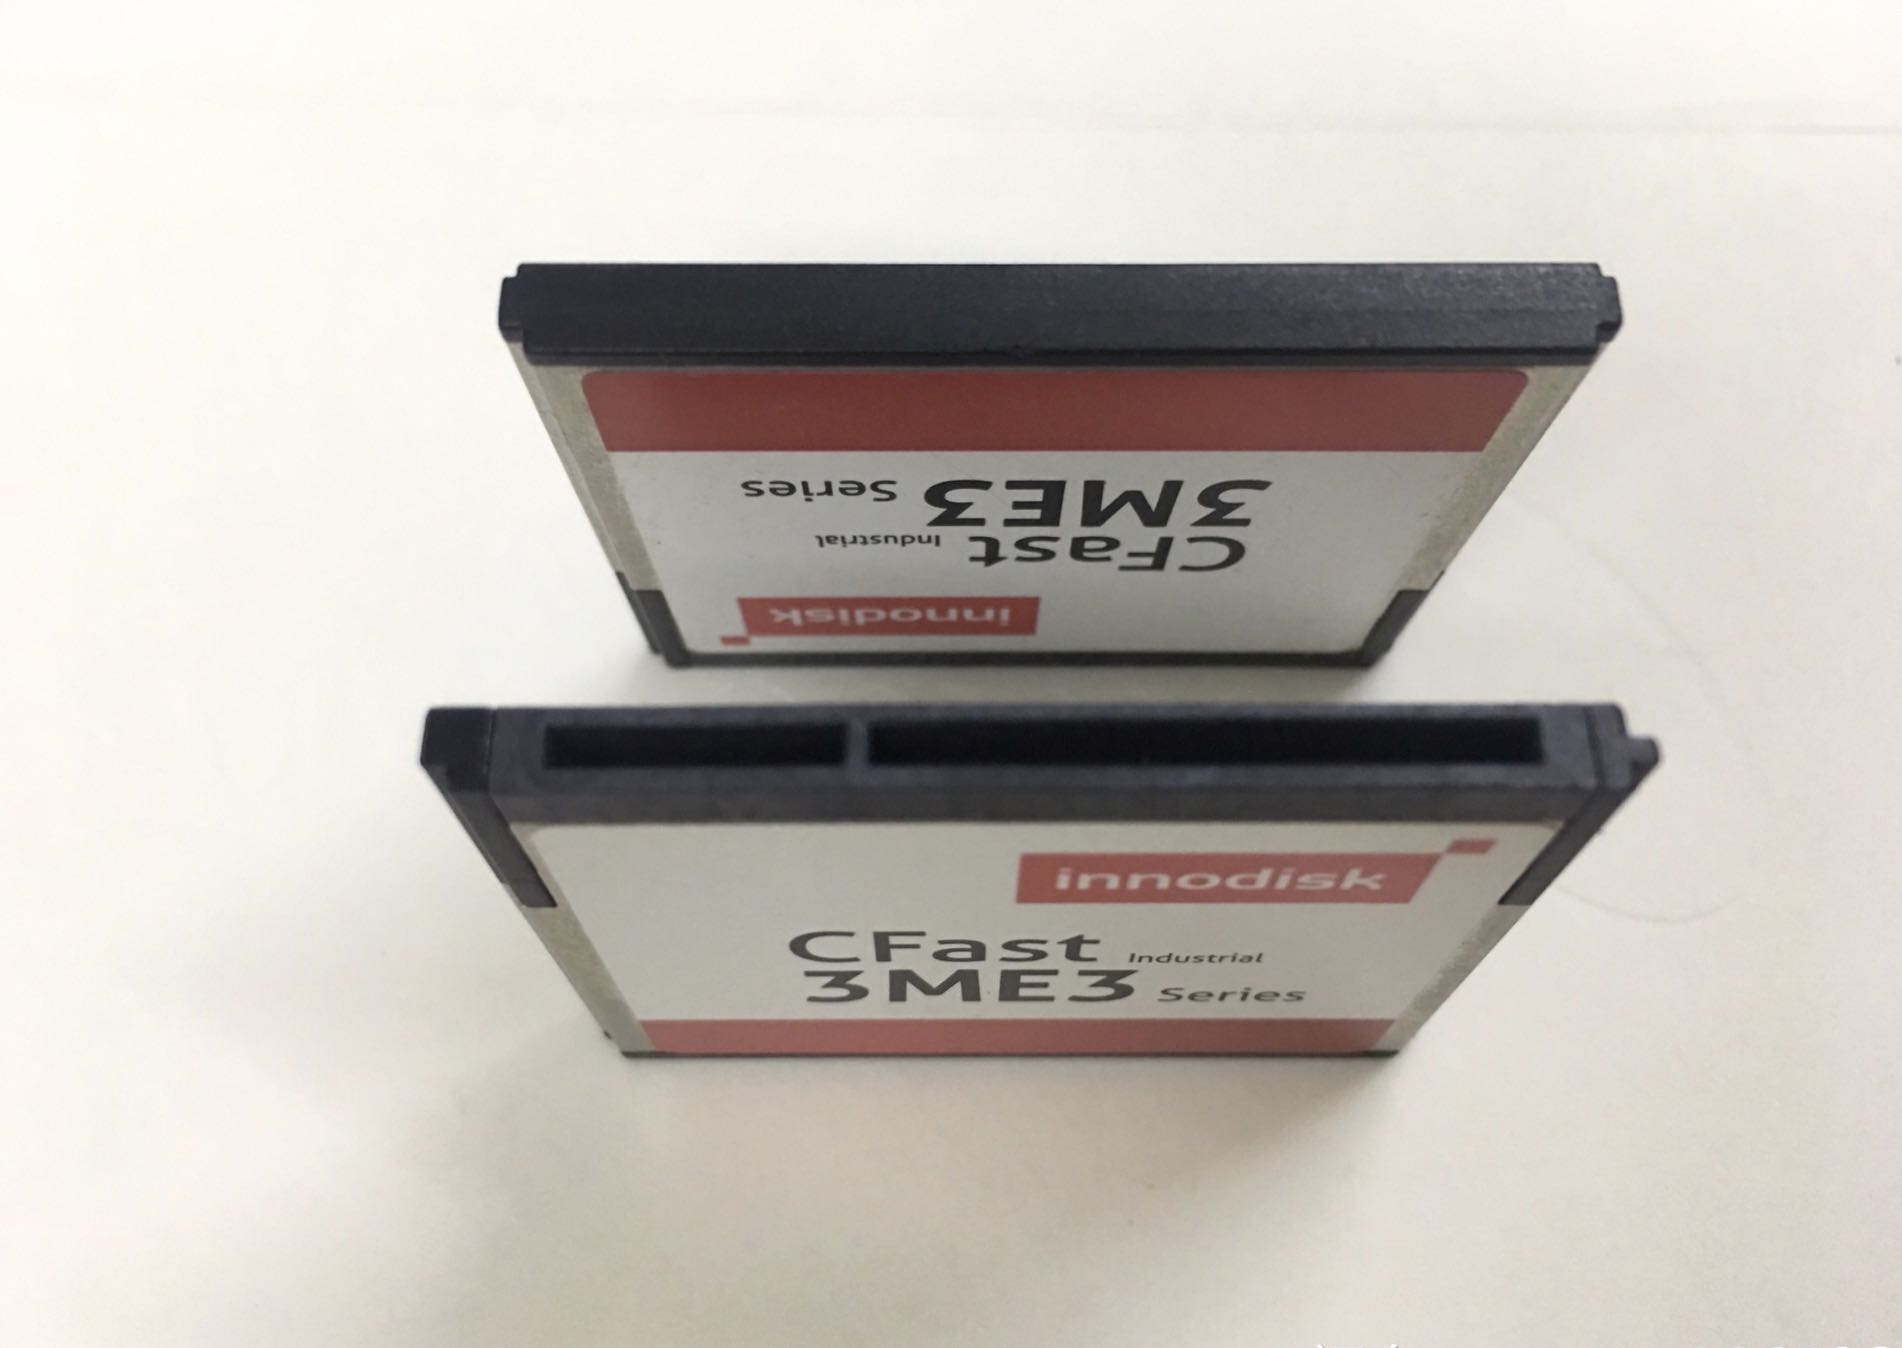 innodisk
CFast Industrial
3ME3 Series
innodisk
CFast Industrial
3ME3 Series